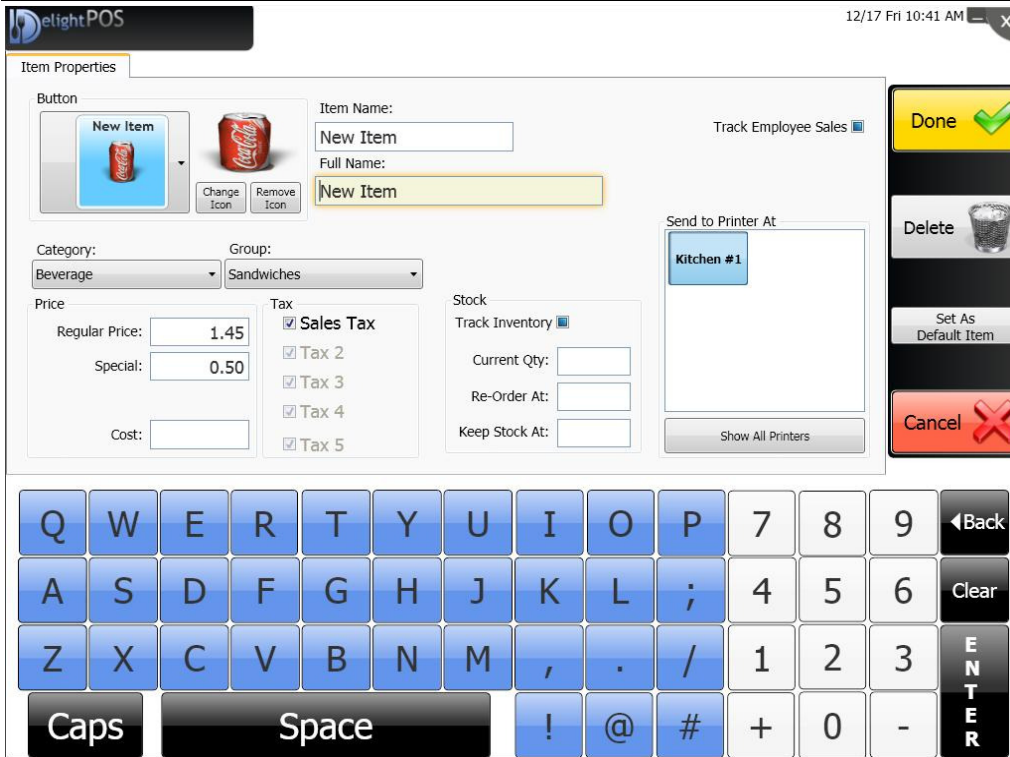 DelightPOS
12/17 Fri 10:41 AM
X
Item Properties
Button
New Item
Coca-Cola
Coca-Cola
Change Icon
Remove Icon
Item Name:
New Item
Full Name:
New Item
Track Employee Sales
Done
Delete
Set As
Default Item
Cancel
Send to Printer At
Kitchen #1
Show All Printers
Category:
Beverage
Group:
Sandwiches
Price
Regular Price: 1.45
Special: 0.50
Cost:
Tax
Sales Tax
Tax 2
Tax 3
Tax 4
Tax 5
Stock
Track Inventory
Current Qty:
Re-Order At:
Keep Stock At:
Q W E R T Y U I O P 7 8 9 Back
A S D F G H J K L ; 4 5 6 Clear
Z X C V B N M , . / 1 2 3 ENTER
Caps Space ! @ # + 0 -